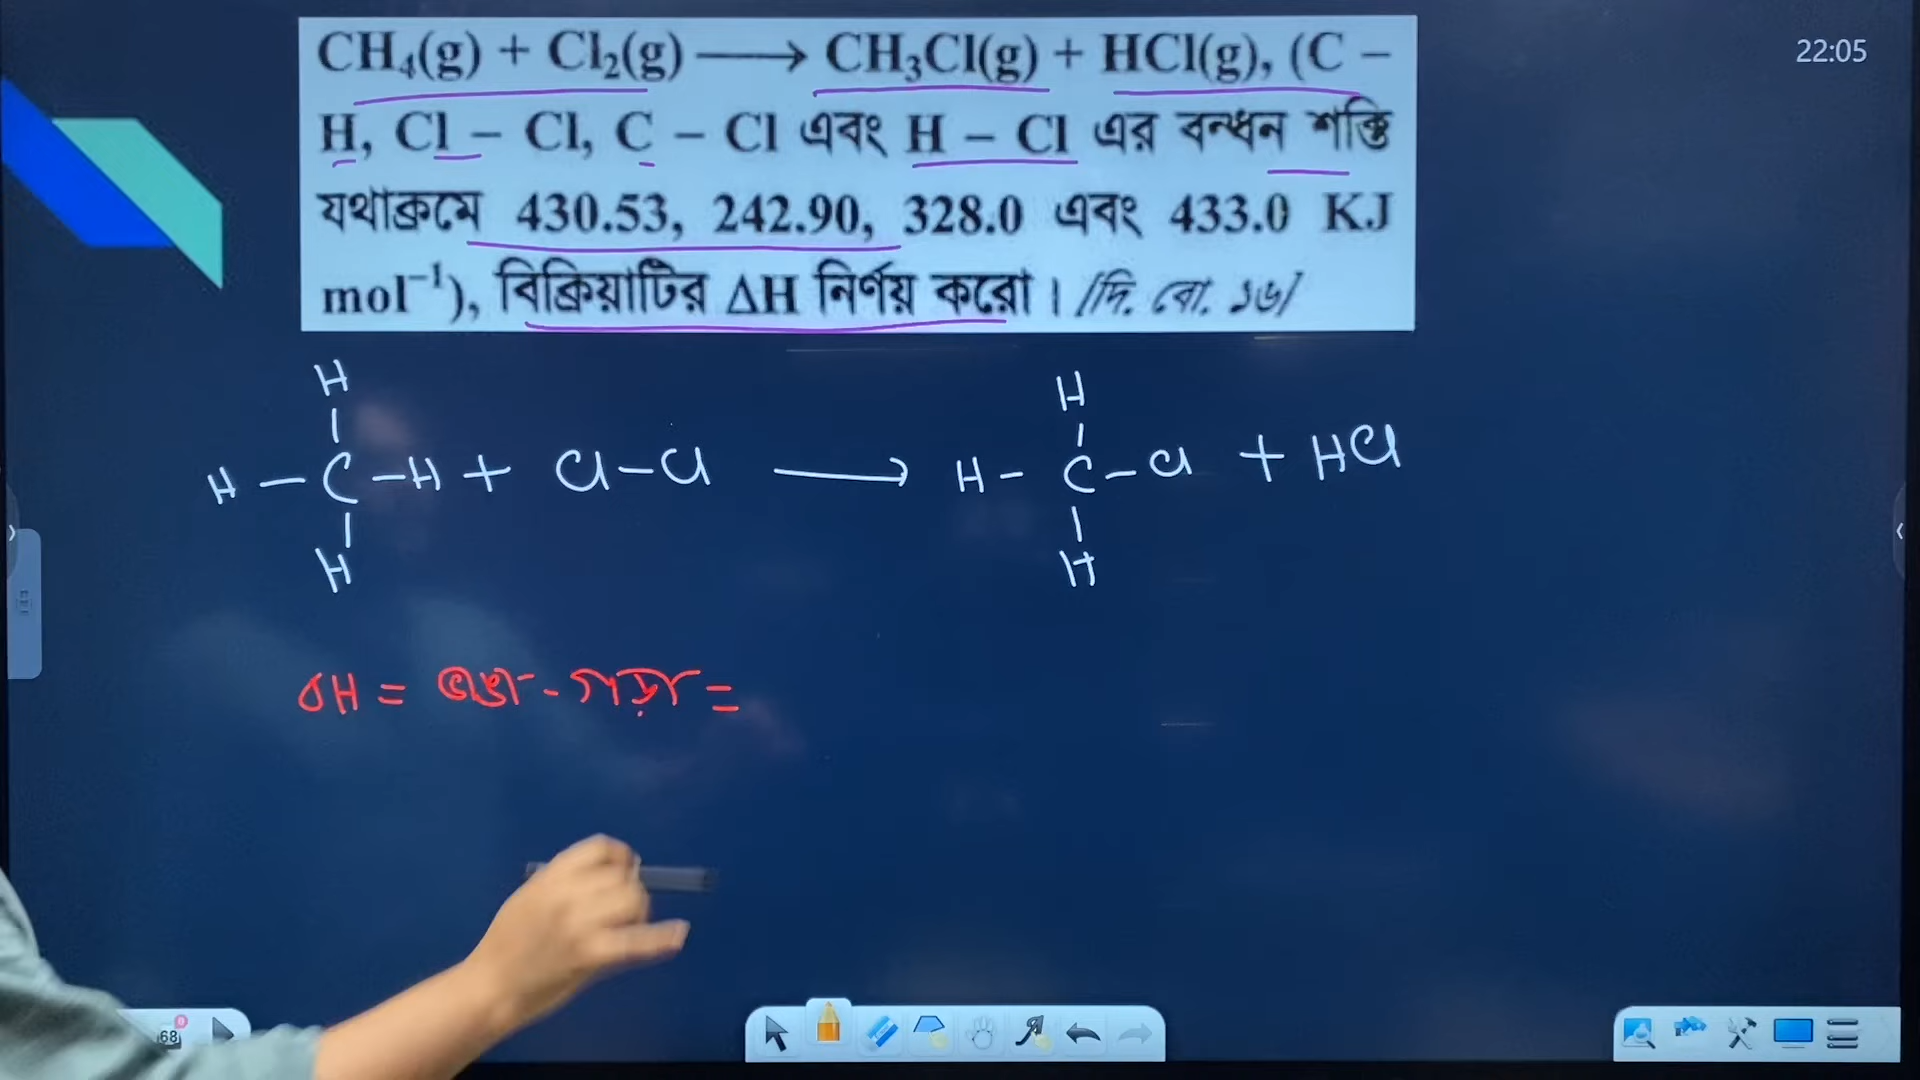 22:05
CH₄(g) + Cl₂(g) ⟶ CH₃Cl(g) + HCl(g), (C –
H, Cl – Cl, C – Cl এবং H – Cl এর বন্ধন শক্তি
যথাক্রমে 430.53, 242.90, 328.0 এবং 433.0 KJ
mol⁻¹), বিক্রিয়াটির ΔH নির্ণয় করো। [দি. বো. ১৬]
H
H
H – C – H + Cl – Cl ⟶ H – C – Cl + HCl
H
H
ΔH = ভাঙা - গড়া =
68